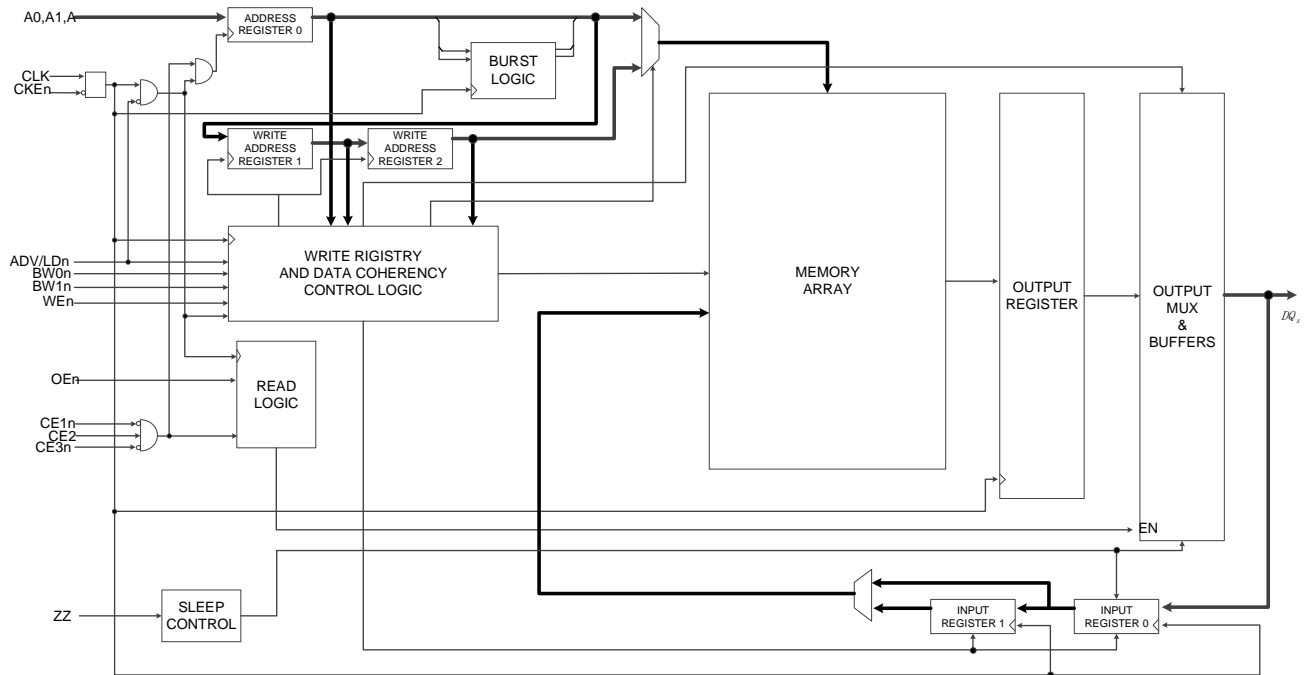 A0,A1,A
ADDRESS
REGISTER 0
BURST
LOGIC
CLK
CKEn
WRITE
ADDRESS
REGISTER 1
WRITE
ADDRESS
REGISTER 2
ADV/LDn
BW0n
BW1n
WEn
WRITE RIGISTRY
AND DATA COHERENCY
CONTROL LOGIC
MEMORY
ARRAY
OUTPUT
REGISTER
OUTPUT
MUX
&
BUFFERS
DQx
OEn
READ
LOGIC
CE1n
CE2
CE3n
EN
ZZ
SLEEP
CONTROL
INPUT
REGISTER 1
INPUT
REGISTER 0